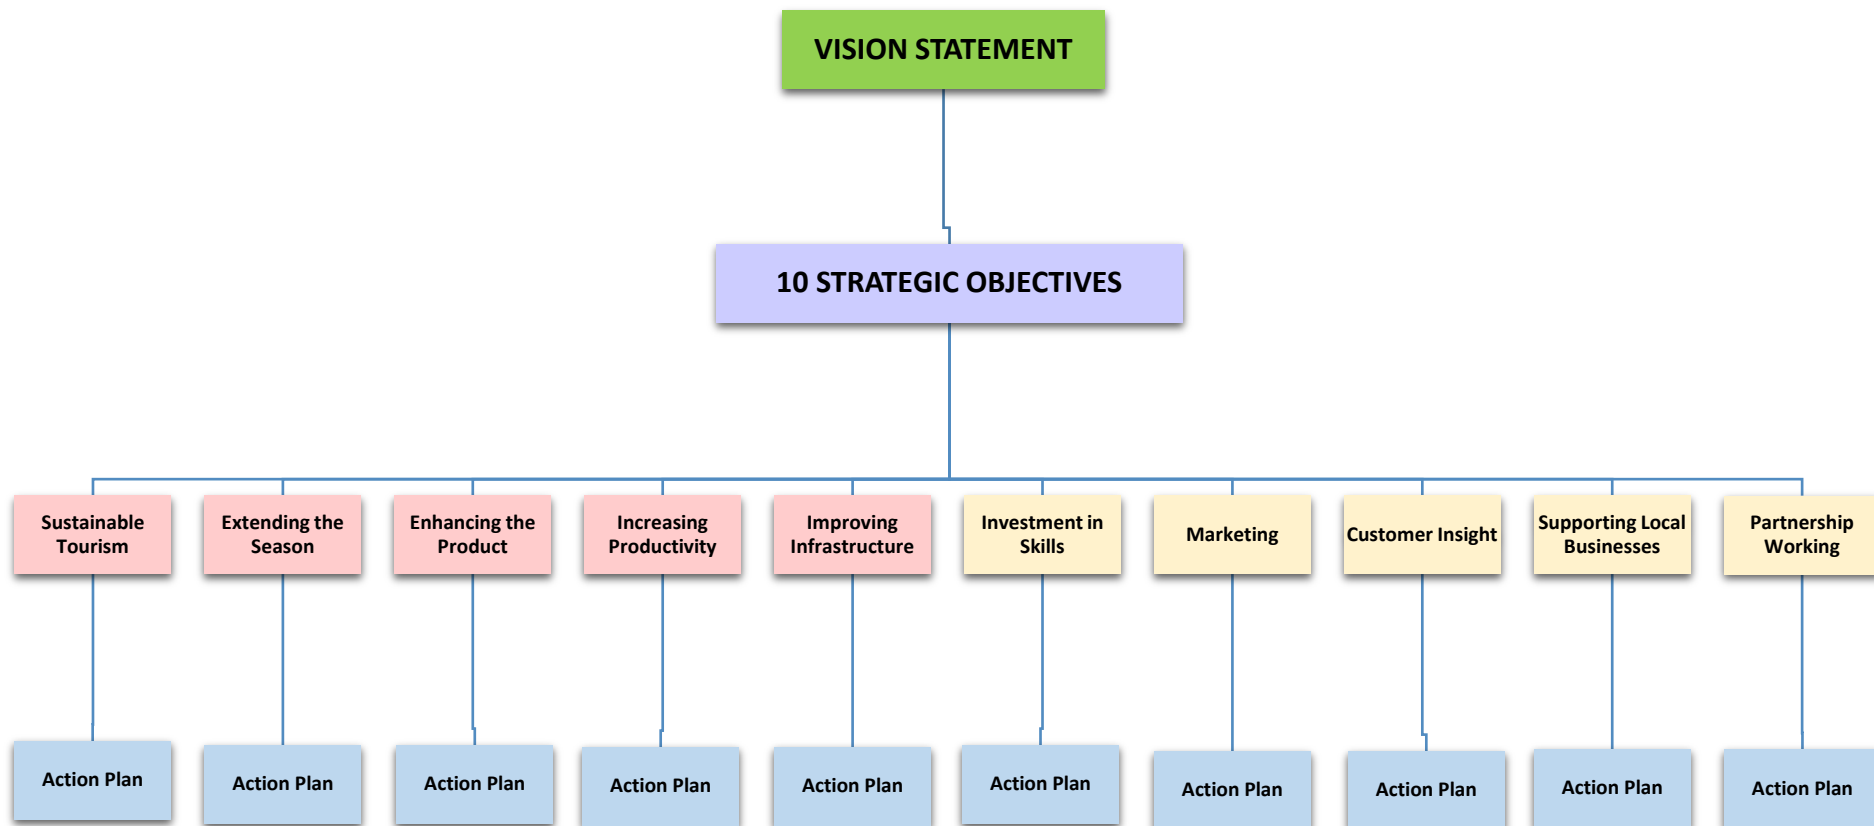 VISION STATEMENT
10 STRATEGIC OBJECTIVES
Sustainable
Tourism
Extending the
Season
Enhancing the
Product
Increasing
Productivity
Improving
Infrastructure
Investment in
Skills
Marketing
Customer Insight
Supporting Local
Businesses
Partnership
Working
Action Plan
Action Plan
Action Plan
Action Plan
Action Plan
Action Plan
Action Plan
Action Plan
Action Plan
Action Plan